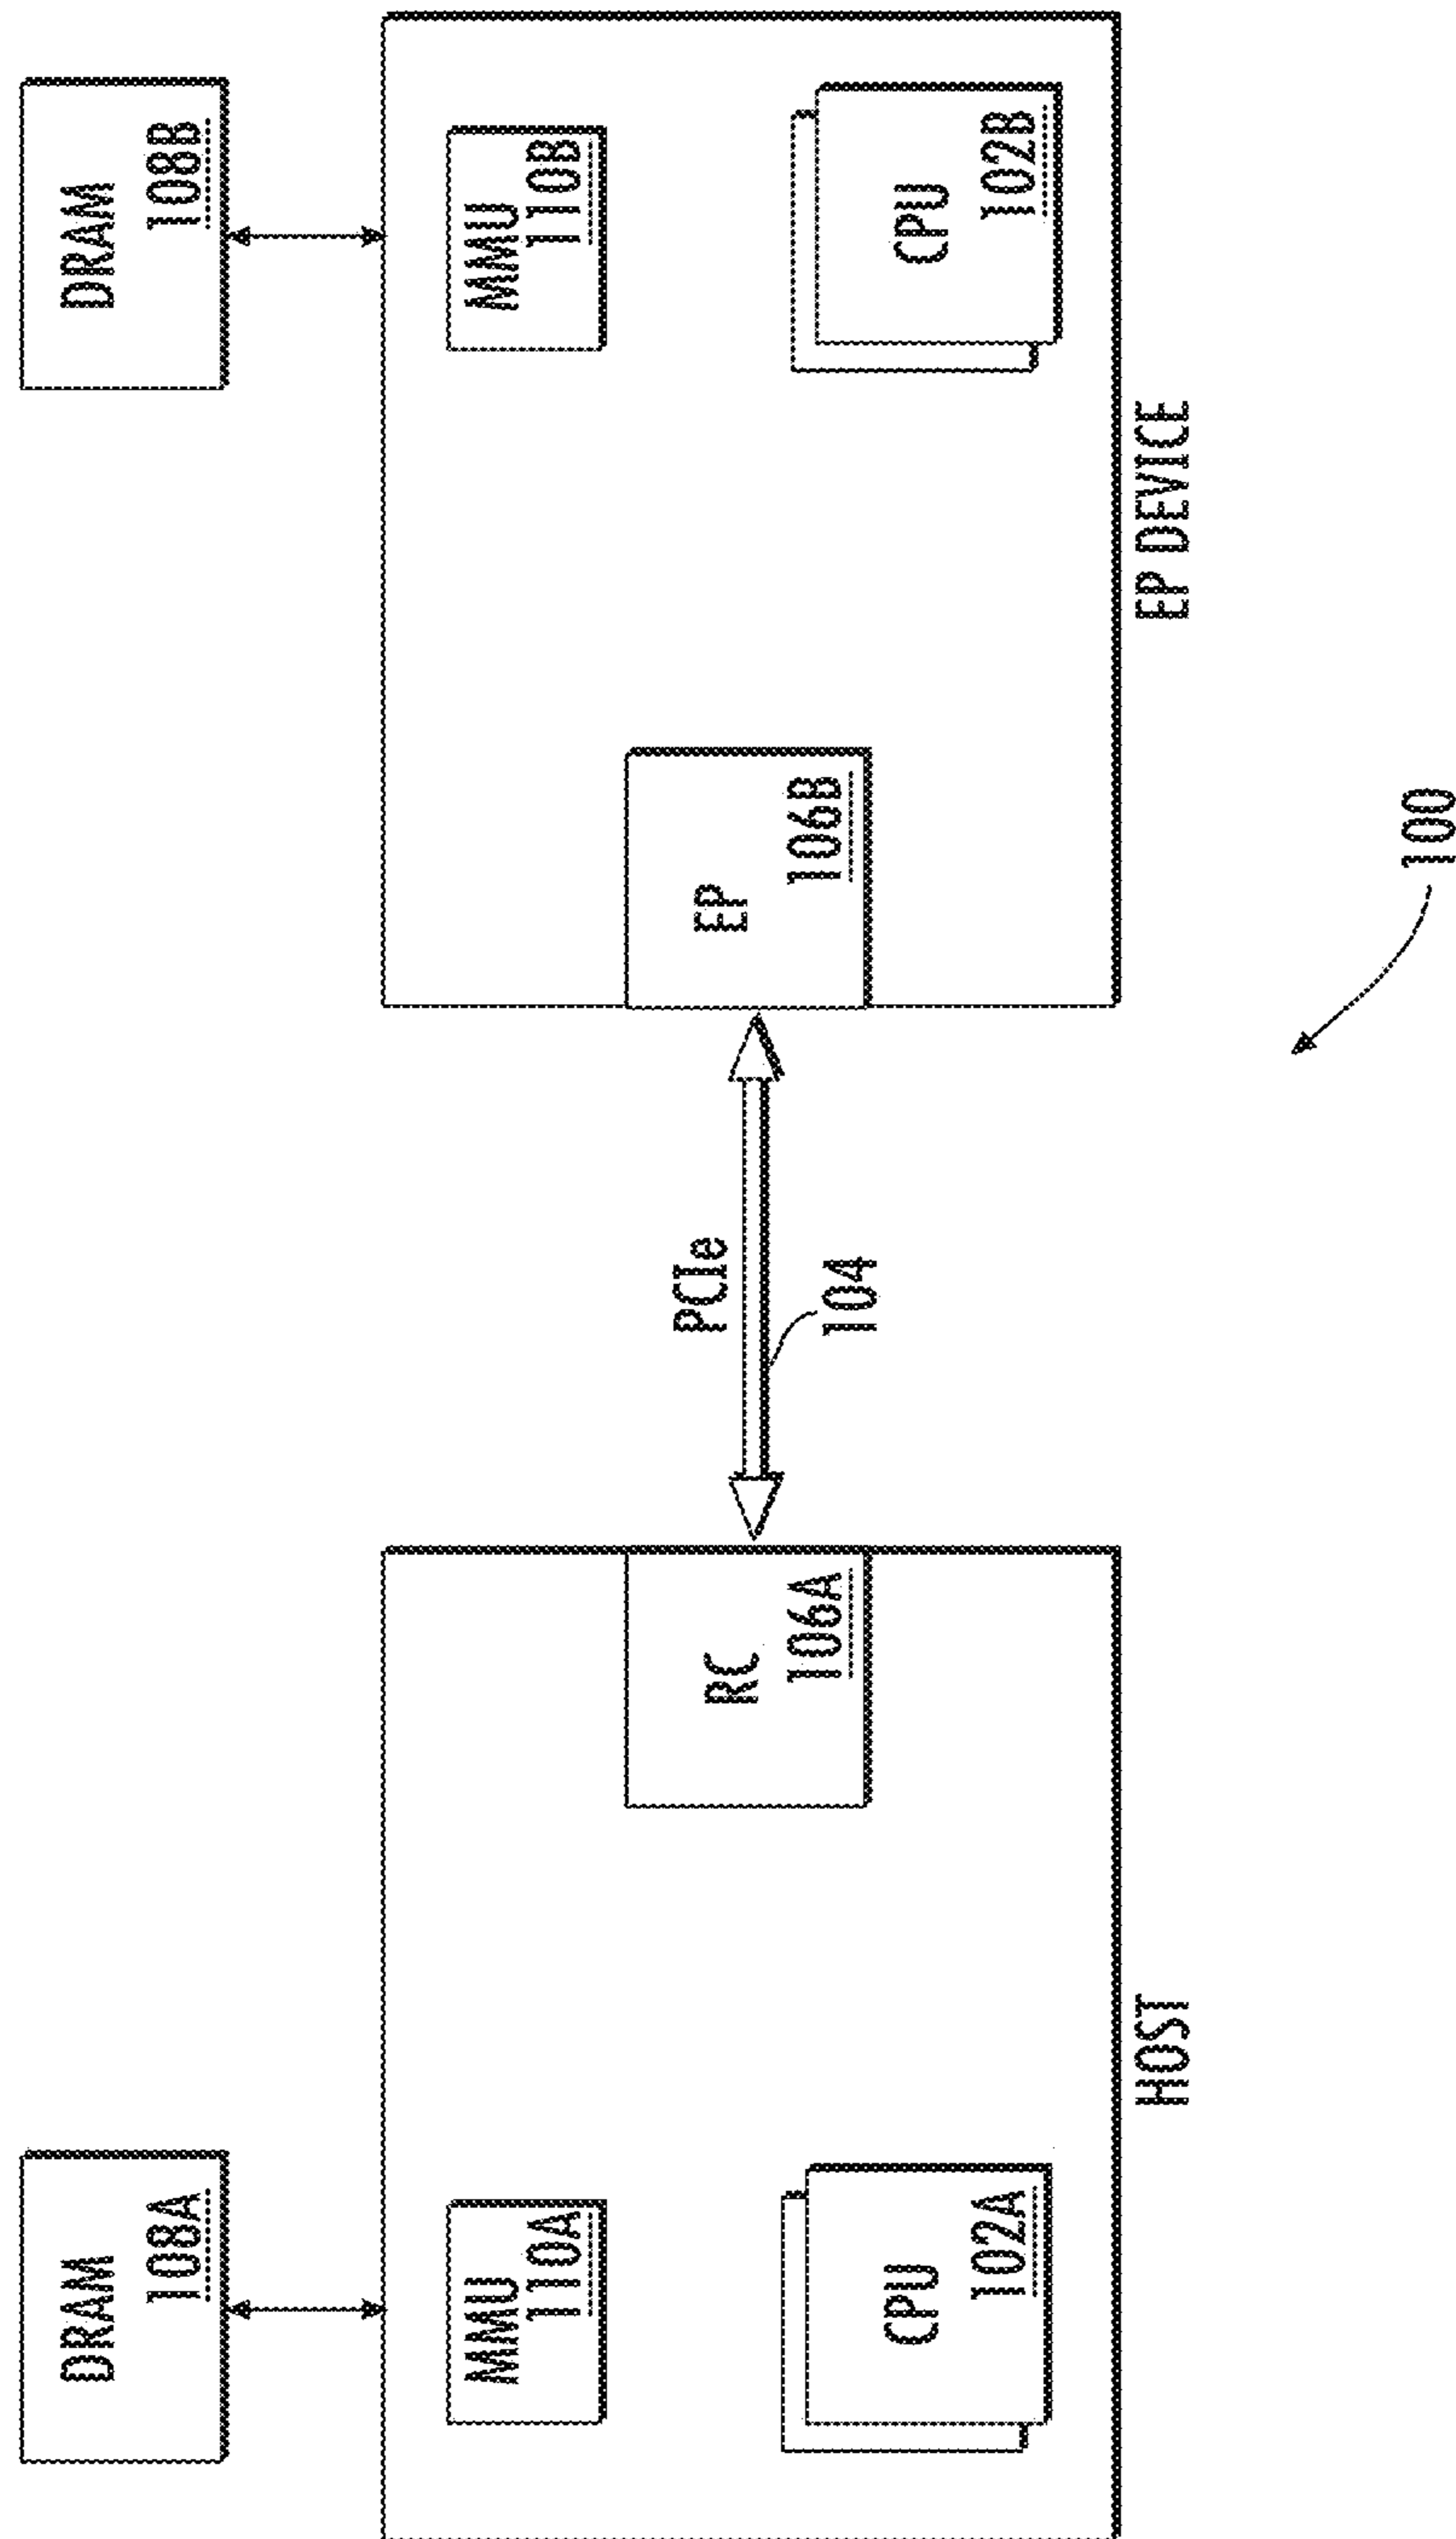 DRAM
108A
DRAM
108B
MMU
110A
MMU
110B
PCIe
RC
106A
EP
106B
104
CPU
102A
CPU
102B
HOST
EP DEVICE
100